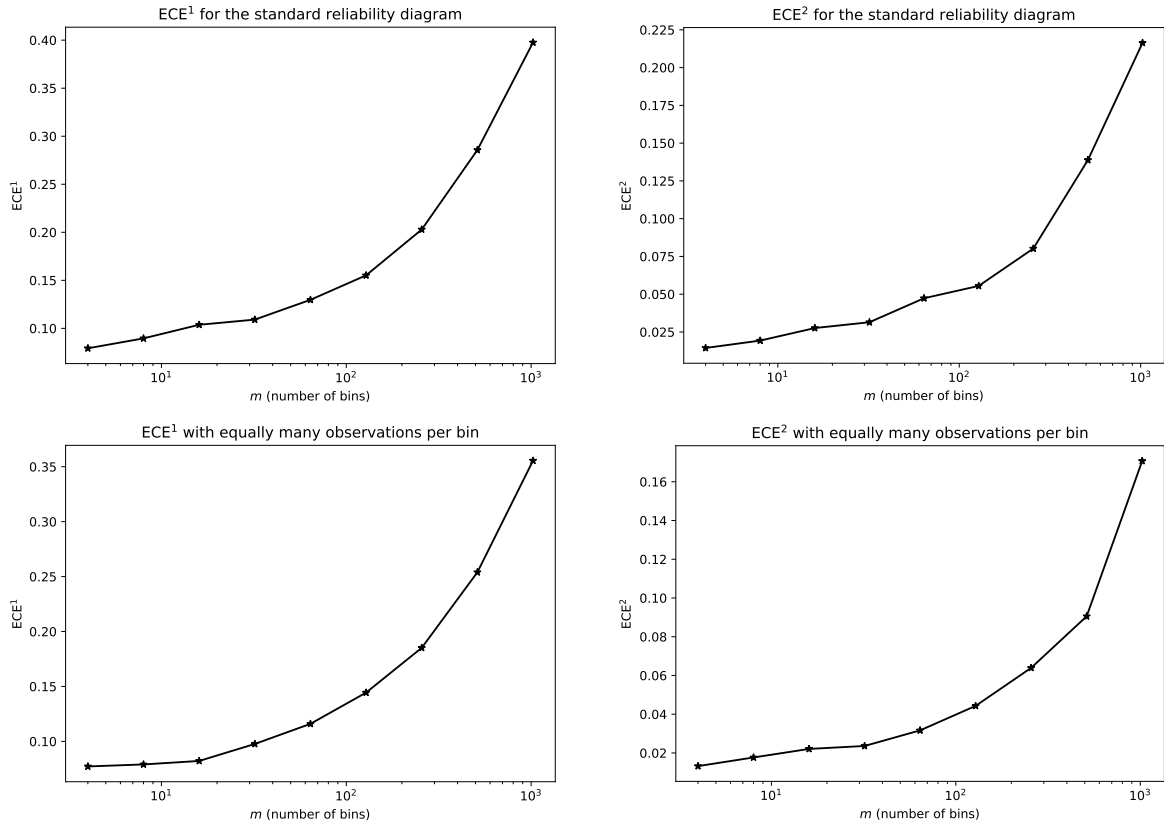 ECE¹ for the standard reliability diagram
0.40
0.35
0.30
0.25
0.20
0.15
0.10
ECE¹
10¹ 10² 10³
m (number of bins)
ECE² for the standard reliability diagram
0.225
0.200
0.175
0.150
0.125
0.100
0.075
0.050
0.025
ECE²
10¹ 10² 10³
m (number of bins)
ECE¹ with equally many observations per bin
0.35
0.30
0.25
0.20
0.15
0.10
ECE¹
10¹ 10² 10³
m (number of bins)
ECE² with equally many observations per bin
0.16
0.14
0.12
0.10
0.08
0.06
0.04
0.02
ECE²
10¹ 10² 10³
m (number of bins)